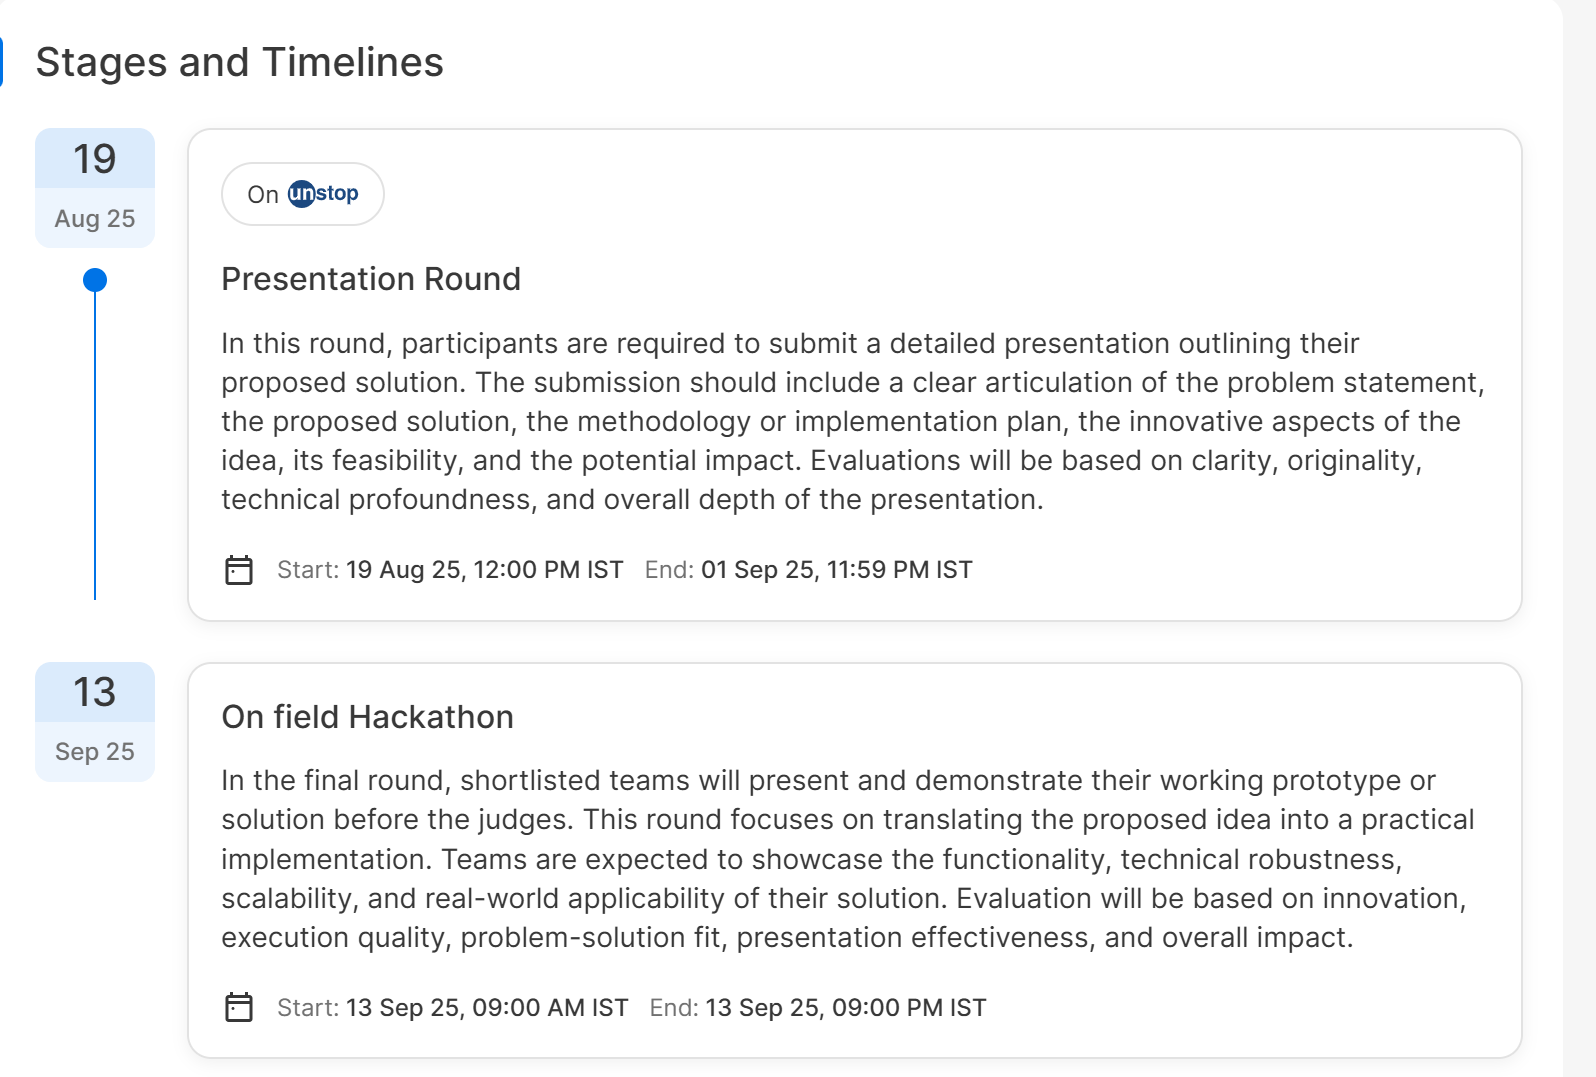 Stages and Timelines
19
Aug 25
On unstop
Presentation Round
In this round, participants are required to submit a detailed presentation outlining their
proposed solution. The submission should include a clear articulation of the problem statement,
the proposed solution, the methodology or implementation plan, the innovative aspects of the
idea, its feasibility, and the potential impact. Evaluations will be based on clarity, originality,
technical profoundness, and overall depth of the presentation.
Start: 19 Aug 25, 12:00 PM IST End: 01 Sep 25, 11:59 PM IST
13
Sep 25
On field Hackathon
In the final round, shortlisted teams will present and demonstrate their working prototype or
solution before the judges. This round focuses on translating the proposed idea into a practical
implementation. Teams are expected to showcase the functionality, technical robustness,
scalability, and real-world applicability of their solution. Evaluation will be based on innovation,
execution quality, problem-solution fit, presentation effectiveness, and overall impact.
Start: 13 Sep 25, 09:00 AM IST End: 13 Sep 25, 09:00 PM IST